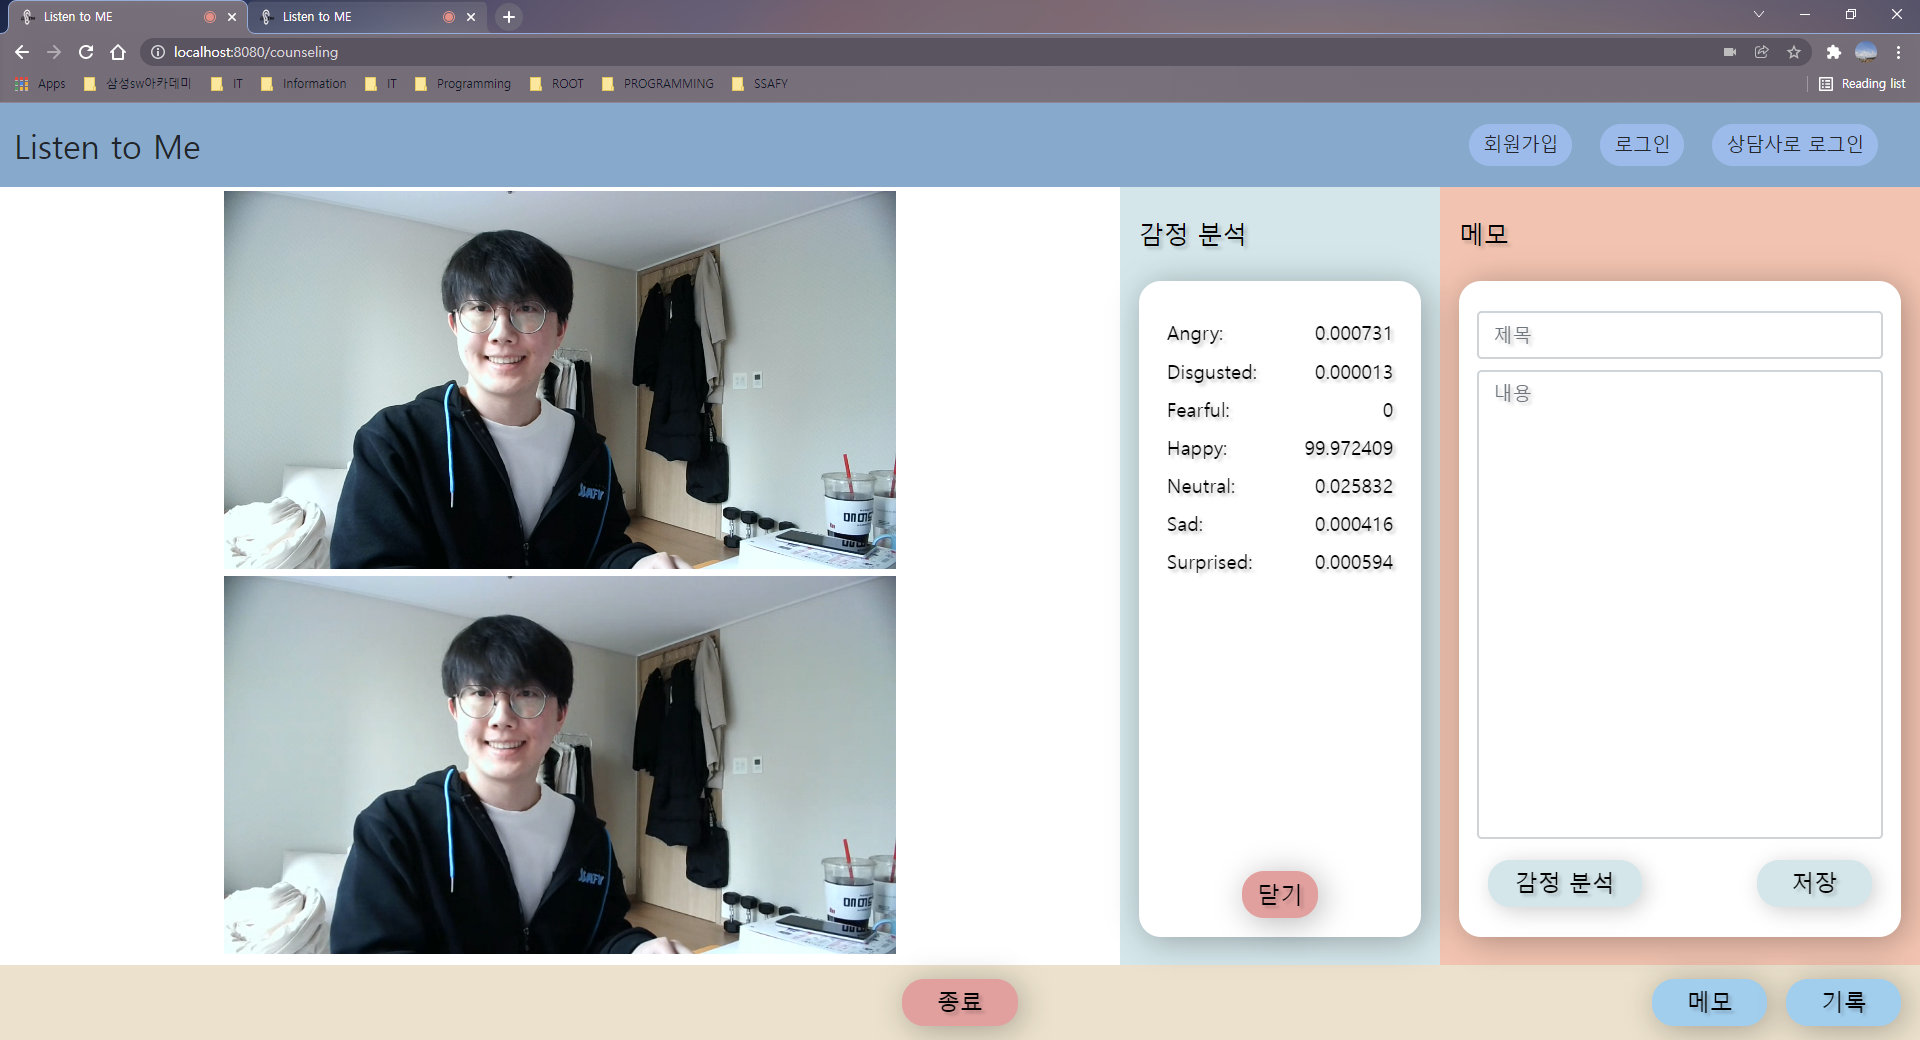 Listen to ME
Listen to ME
localhost:8080/counseling
Apps 삼성sw아카데미 IT Information IT Programming ROOT PROGRAMMING SSAFY Reading list
Listen to Me
회원가입 로그인 상담사로 로그인
감정 분석
Angry: 0.000731
Disgusted: 0.000013
Fearful: 0
Happy: 99.972409
Neutral: 0.025832
Sad: 0.000416
Surprised: 0.000594
닫기
메모
제목
내용
감정 분석 저장
종료 메모 기록